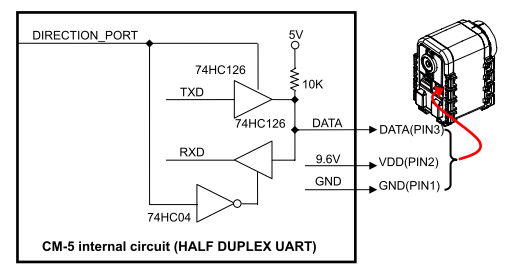 DIRECTION_PORT
5V
74HC126
10K
TXD
74HC126
DATA
DATA(PIN3)
RXD
9.6V
VDD(PIN2)
GND
GND(PIN1)
74HC04
CM-5 internal circuit (HALF DUPLEX UART)